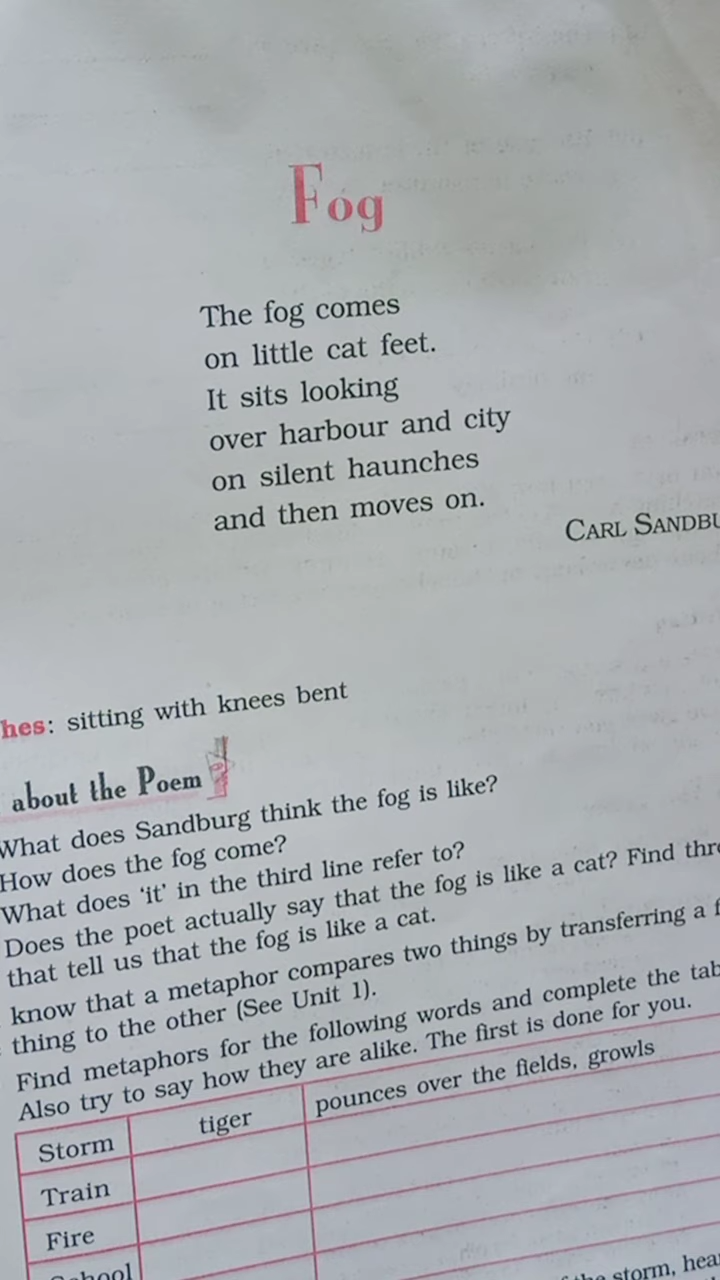 Fog
The fog comes
on little cat feet.
It sits looking
over harbour and city
on silent haunches
and then moves on.
CARL SANDBU
hes: sitting with knees bent
about the Poem
What does Sandburg think the fog is like?
How does the fog come?
What does ‘it’ in the third line refer to?
Does the poet actually say that the fog is like a cat? Find thre
that tell us that the fog is like a cat.
know that a metaphor compares two things by transferring a f
thing to the other (See Unit 1).
Find metaphors for the following words and complete the tab
Also try to say how they are alike. The first is done for you.
Storm tiger pounces over the fields, growls
Train
Fire
hool
storm, hea